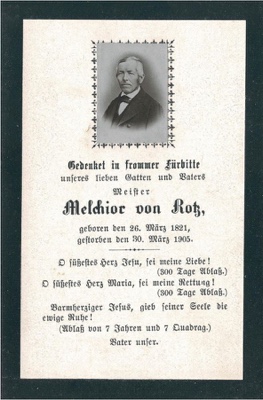 Gedenket in frommer Fürbitte
unseres lieben Gatten und Vaters
Meister
Melchior von Rotz,
geboren den 26. März 1821,
gestorben den 30. März 1905.
O süßestes Herz Jesu, sei meine Liebe!
(300 Tage Ablaß.)
O süßestes Herz Maria, sei meine Rettung!
(300 Tage Ablaß.)
Barmherziger Jesus, gieb seiner Seele die
ewige Ruhe!
(Ablaß von 7 Jahren und 7 Quadrag.)
Vater unser.